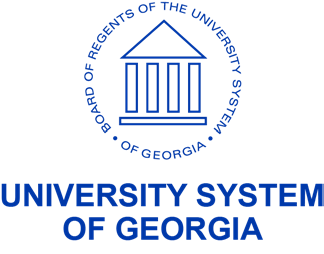 BOARD OF REGENTS OF THE UNIVERSITY SYSTEM
• OF GEORGIA •
UNIVERSITY SYSTEM
OF GEORGIA